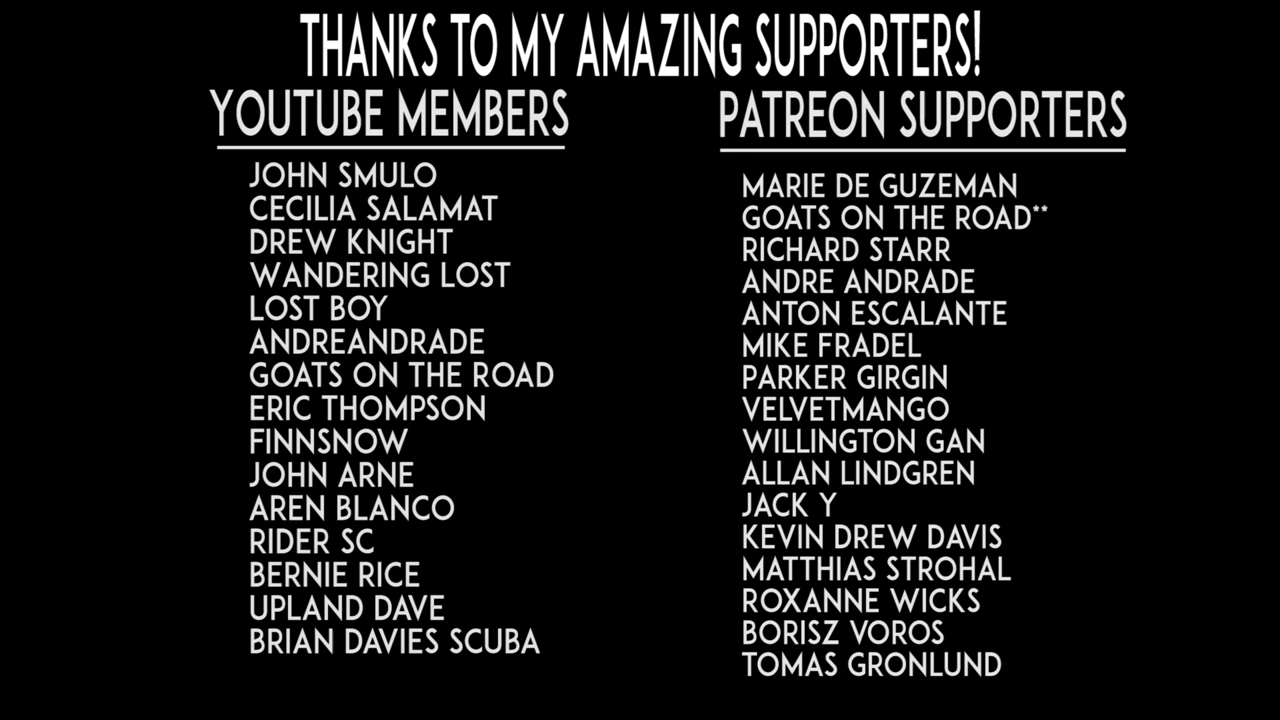 THANKS TO MY AMAZING SUPPORTERS!
YOUTUBE MEMBERS
JOHN SMULO
CECILIA SALAMAT
DREW KNIGHT
WANDERING LOST
LOST BOY
ANDREANDRADE
GOATS ON THE ROAD
ERIC THOMPSON
FINNSNOW
JOHN ARNE
AREN BLANCO
RIDER SC
BERNIE RICE
UPLAND DAVE
BRIAN DAVIES SCUBA
PATREON SUPPORTERS
MARIE DE GUZEMAN
GOATS ON THE ROAD**
RICHARD STARR
ANDRE ANDRADE
ANTON ESCALANTE
MIKE FRADEL
PARKER GIRGIN
VELVETMANGO
WILLINGTON GAN
ALLAN LINDGREN
JACK Y
KEVIN DREW DAVIS
MATTHIAS STROHAL
ROXANNE WICKS
BORISZ VOROS
TOMAS GRONLUND